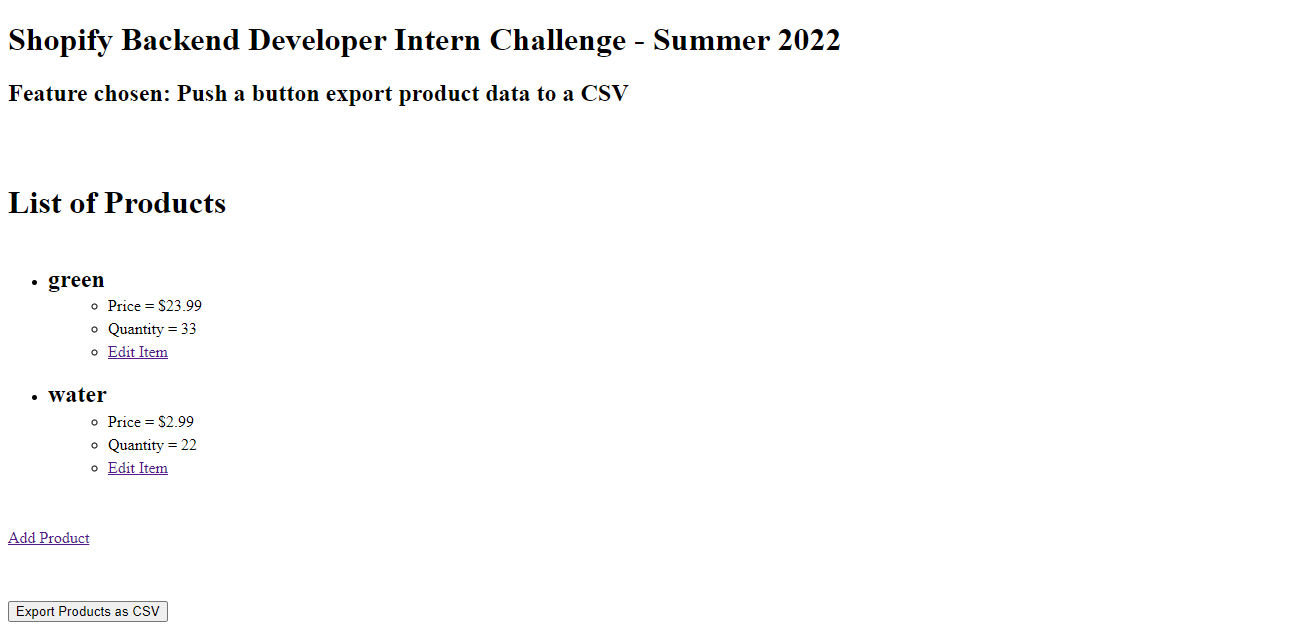 Shopify Backend Developer Intern Challenge - Summer 2022
Feature chosen: Push a button export product data to a CSV
List of Products
green
Price = $23.99
Quantity = 33
Edit Item
water
Price = $2.99
Quantity = 22
Edit Item
Add Product
Export Products as CSV